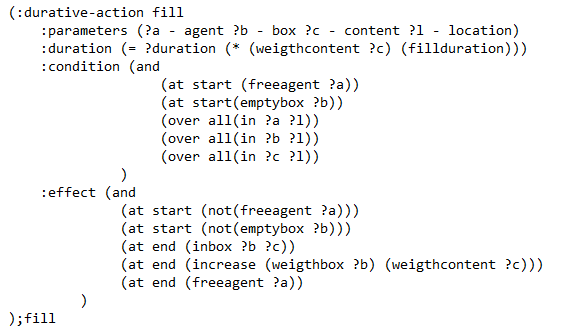 (:durative-action fill
    :parameters (?a - agent ?b - box ?c - content ?l - location)
    :duration (= ?duration (* (weigthcontent ?c) (fillduration)))
    :condition (and
                   (at start (freeagent ?a))
                   (at start(emptybox ?b))
                   (over all(in ?a ?l))
                   (over all(in ?b ?l))
                   (over all(in ?c ?l))
              )
    :effect (and
              (at start (not(freeagent ?a)))
              (at start (not(emptybox ?b)))
              (at end (inbox ?b ?c))
              (at end (increase (weigthbox ?b) (weigthcontent ?c)))
              (at end (freeagent ?a))
         )
);fill